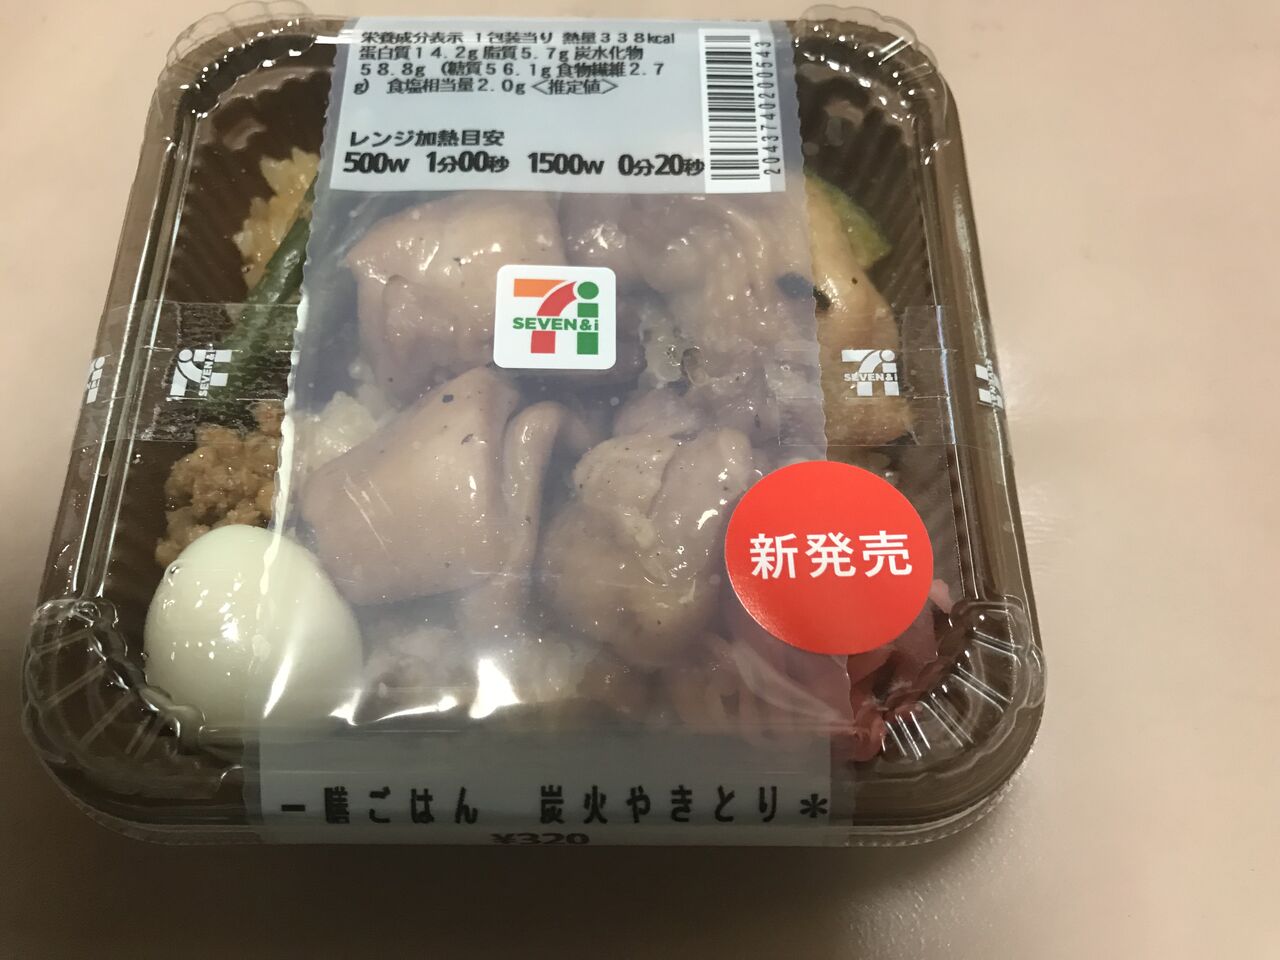 栄養成分表示 1包装当り 熱量338kcal
蛋白質14.2g 脂質5.7g 炭水化物
58.8g (糖質56.1g 食物繊維2.7
g) 食塩相当量2.0g <推定値>
レンジ加熱目安
500W 1分00秒 1500W 0分20秒
2043740200543
SEVEN&i
SEVEN&i
SEVEN&i
新発売
一膳ごはん 炭火やきとり*
¥320